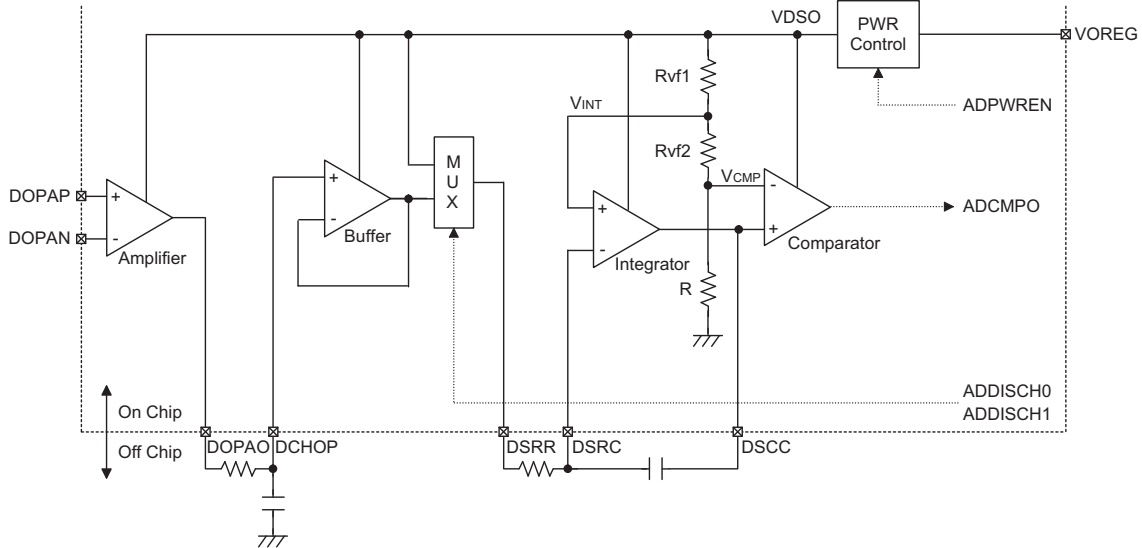 VDSO
PWR
Control
VOREG
Rvf1
VINT
ADPWREN
Rvf2
M
U
X
VCMP
DOPAP
+
+
-
+
ADCMPO
DOPAN
-
-
Buffer
-
+
Comparator
Amplifier
Integrator
R
On Chip
ADDISCH0
ADDISCH1
Off Chip
DOPAO
DCHOP
DSRR
DSRC
DSCC